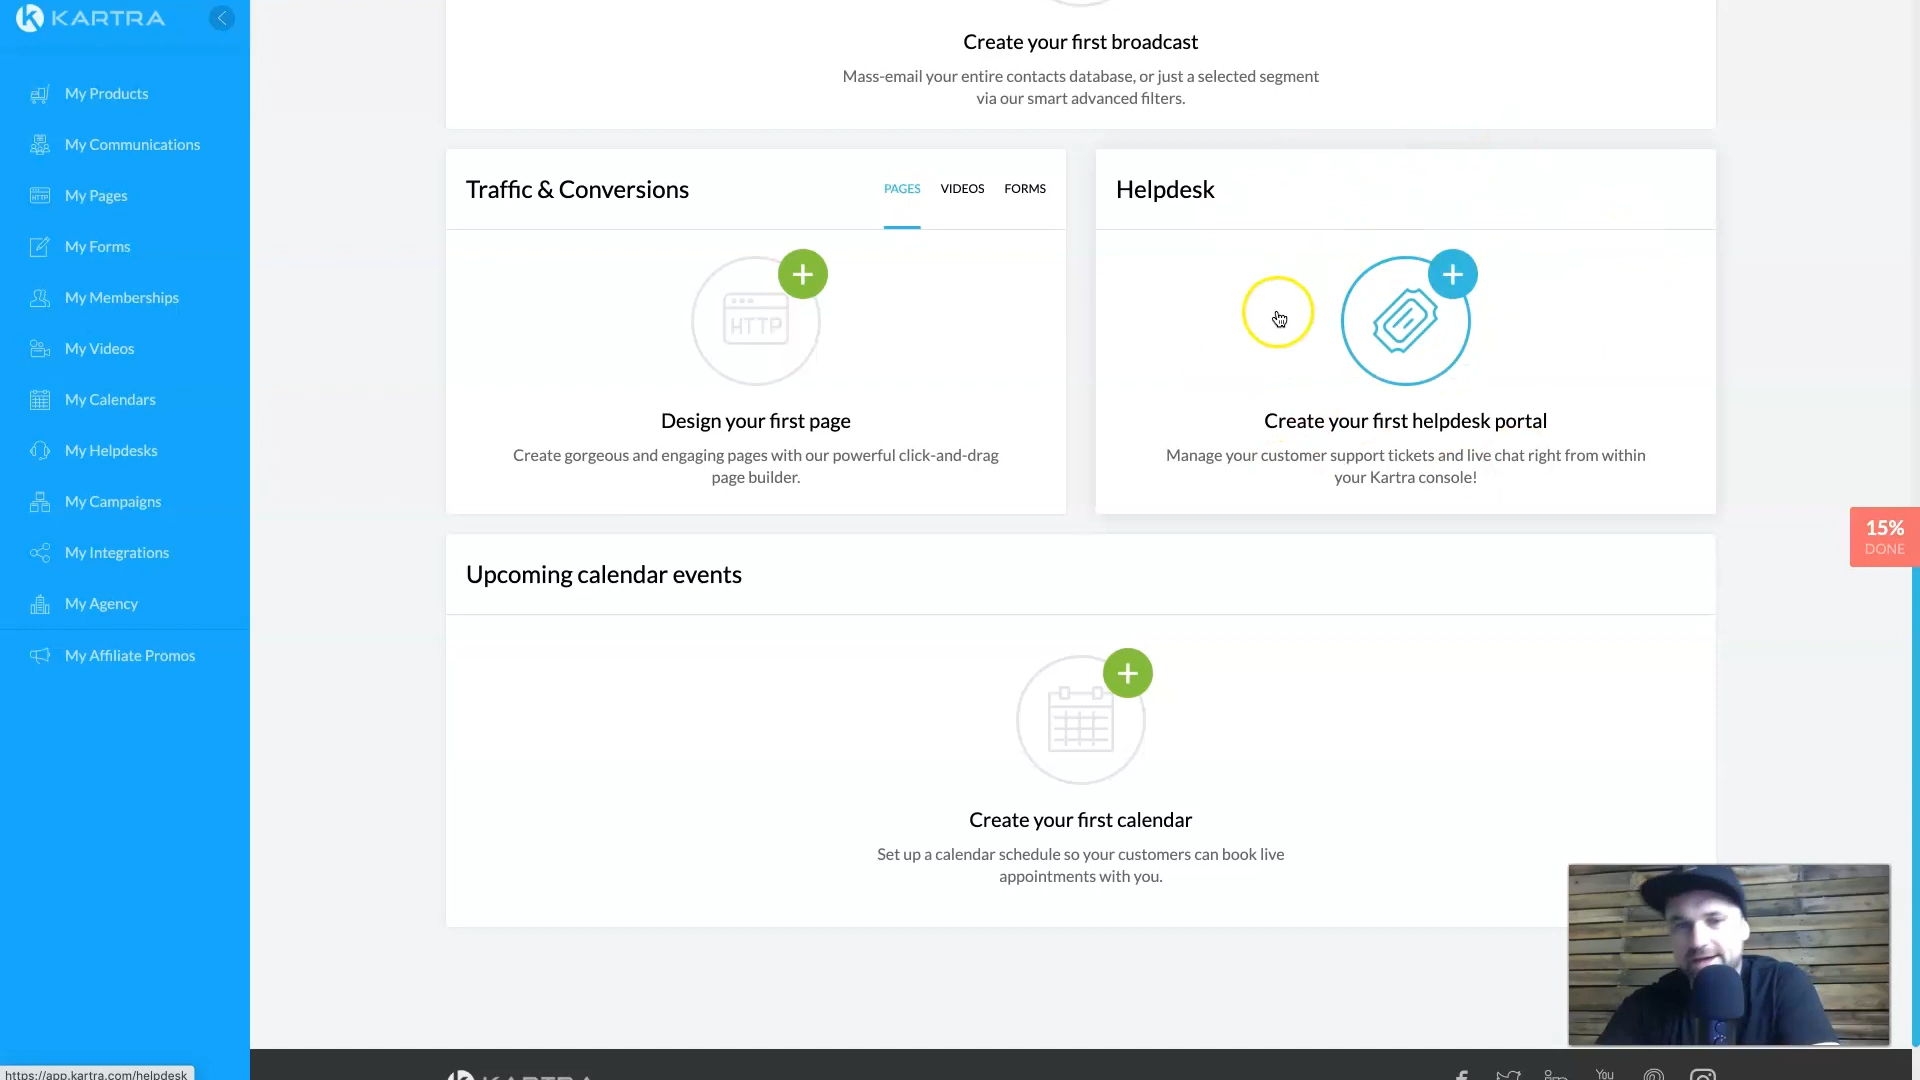 KARTRA
My Products
My Communications
My Pages
My Forms
My Memberships
My Videos
My Calendars
My Helpdesks
My Campaigns
My Integrations
My Agency
My Affiliate Promos
Create your first broadcast
Mass-email your entire contacts database, or just a selected segment
via our smart advanced filters.
Traffic & Conversions
PAGES
VIDEOS
FORMS
HTTP
Design your first page
Create gorgeous and engaging pages with our powerful click-and-drag
page builder.
Helpdesk
Create your first helpdesk portal
Manage your customer support tickets and live chat right from within
your Kartra console!
15%
DONE
Upcoming calendar events
Create your first calendar
Set up a calendar schedule so your customers can book live
appointments with you.
KARTRA
You
https://app.kartra.com/helpdesk